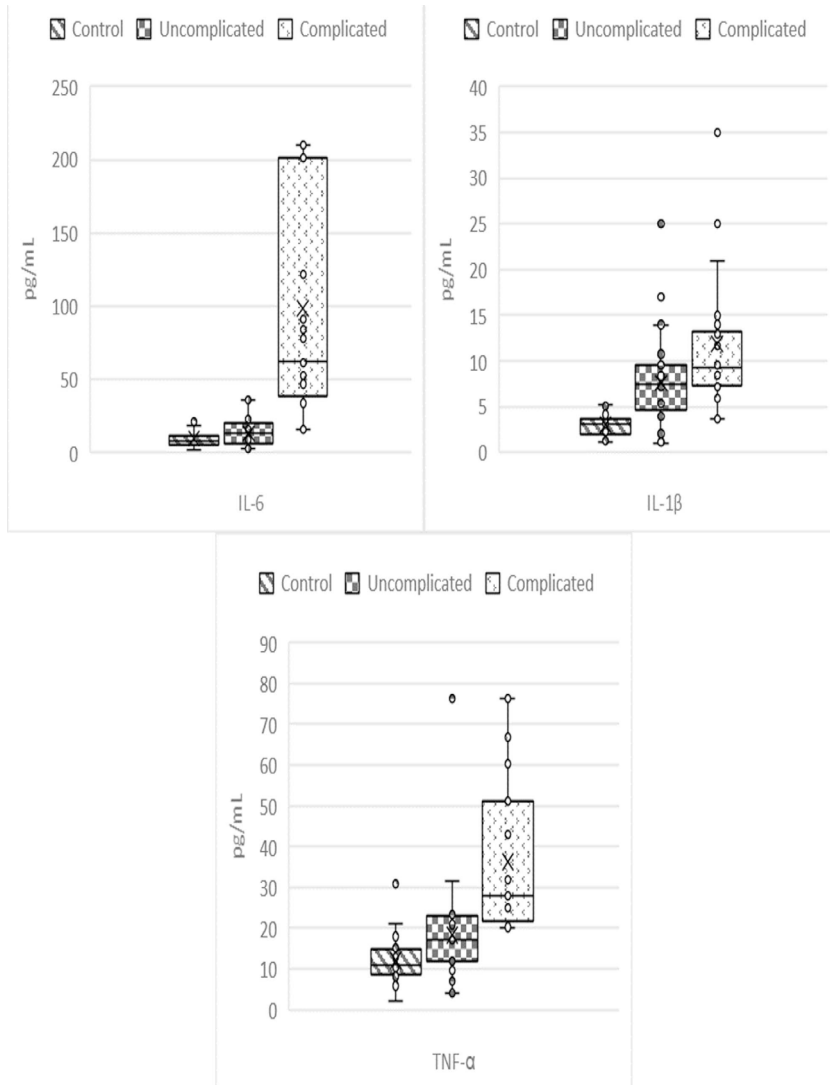 Control Uncomplicated Complicated
250
200
150
100
50
0
pg/mL
IL-6
Control Uncomplicated Complicated
40
35
30
25
20
15
10
5
0
pg/mL
IL-1β
Control Uncomplicated Complicated
90
80
70
60
50
40
30
20
10
0
pg/mL
TNF-α